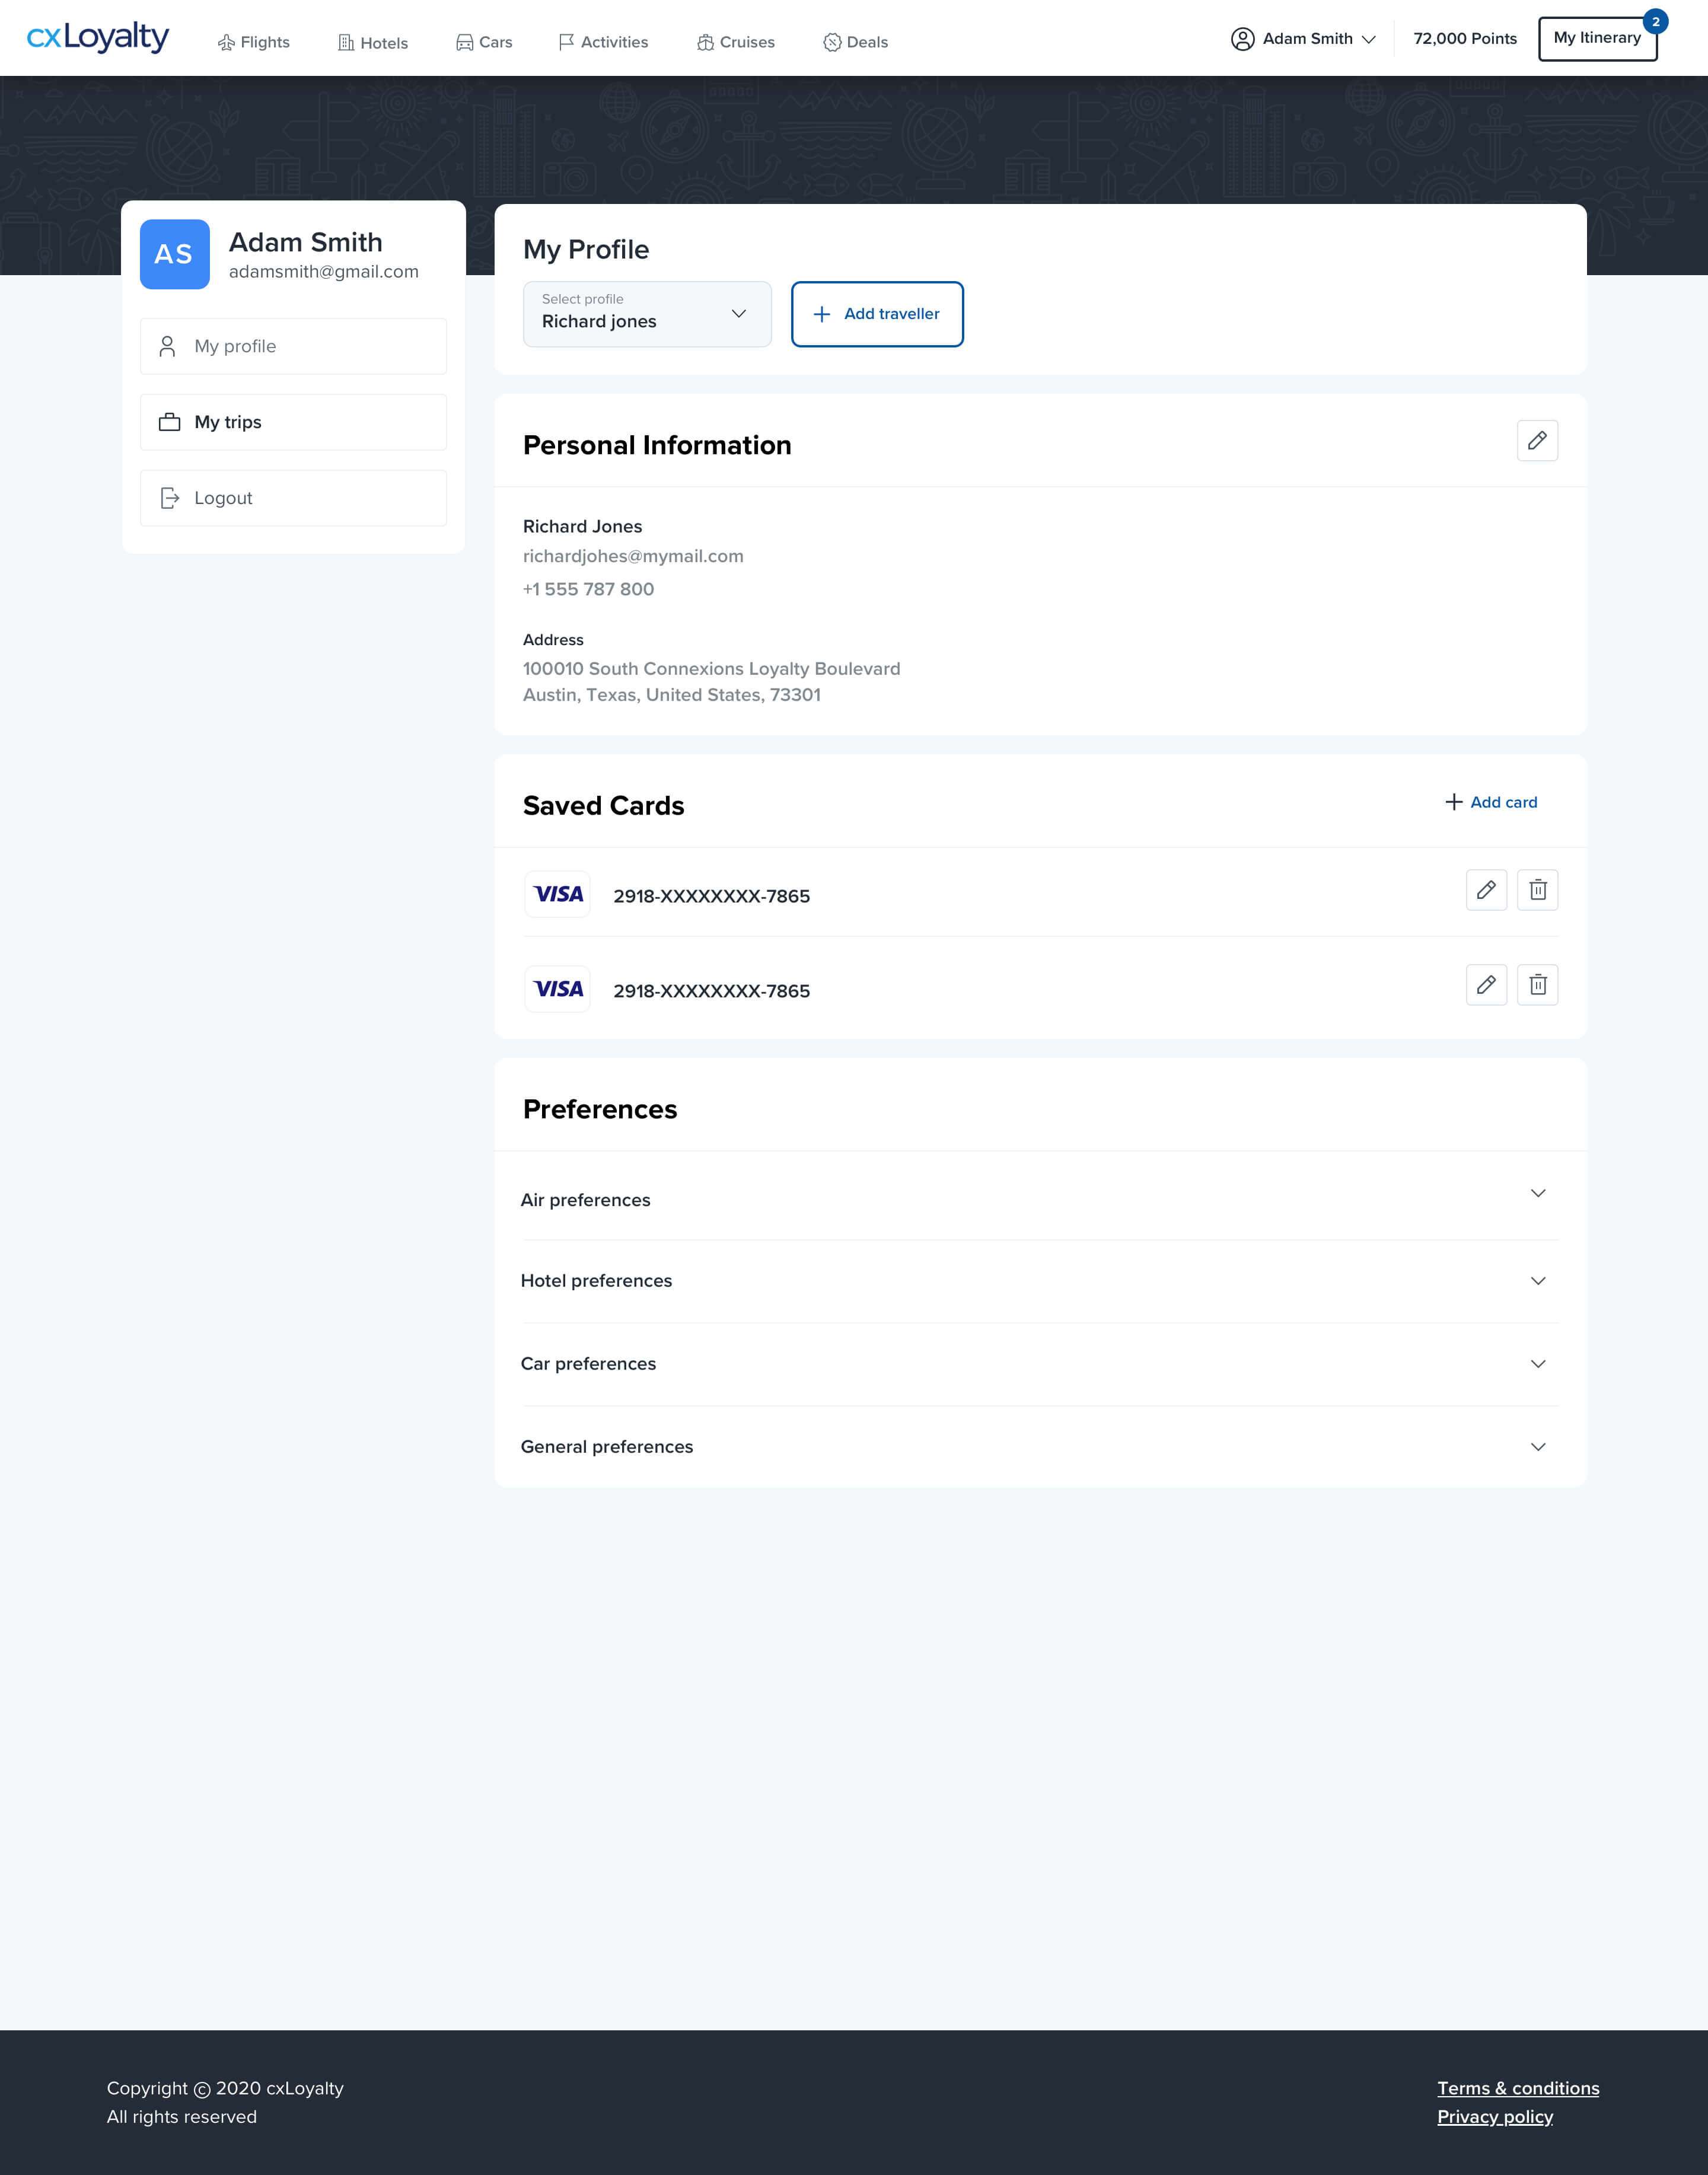 cxLoyalty
Flights
Hotels
Cars
Activities
Cruises
Deals
Adam Smith
72,000 Points
My Itinerary
2
AS
Adam Smith
adamsmith@gmail.com
My profile
My trips
Logout
My Profile
Select profile
Richard jones
Add traveller
Personal Information
Richard Jones
richardjohes@mymail.com
+1 555 787 800
Address
100010 South Connexions Loyalty Boulevard
Austin, Texas, United States, 73301
Saved Cards
Add card
VISA
2918-XXXXXXXX-7865
VISA
2918-XXXXXXXX-7865
Preferences
Air preferences
Hotel preferences
Car preferences
General preferences
Copyright © 2020 cxLoyalty
All rights reserved
Terms & conditions
Privacy policy